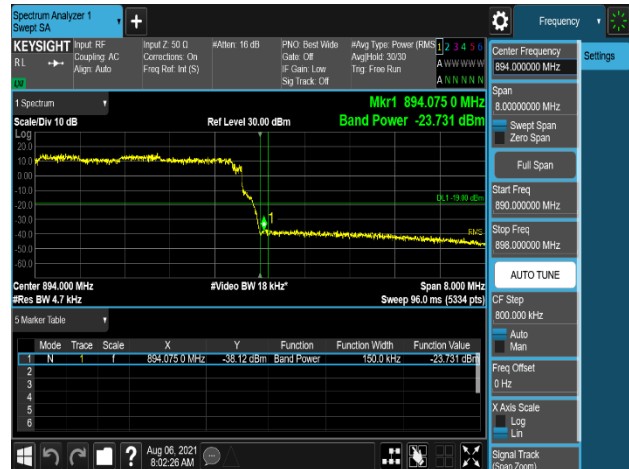 Spectrum Analyzer 1
Swept SA
Frequency
KEYSIGHT
RL
Input: RF
Coupling: AC
Align: Auto
Input Z: 50 Ω
Corrections: On
Freq Ref: Int (S)
#Atten: 16 dB
PNO: Best Wide
Gate: Off
IF Gain: Low
Sig Track: Off
#Avg Type: Power (RMS)
Avg|Hold: 30/30
Trig: Free Run
1 2 3 4 5 6
A W W W W W
A N N N N N
1 Spectrum
Scale/Div 10 dB
Ref Level 30.00 dBm
Mkr1 894.075 0 MHz
Band Power -23.731 dBm
Log
20.0
10.0
0.00
-10.0
-20.0
-30.0
-40.0
-50.0
-60.0
DL1 -19.00 dBm
1
RMS
Center 894.000 MHz
#Video BW 18 kHz*
Span 8.000 MHz
#Res BW 4.7 kHz
Sweep 96.0 ms (5334 pts)
5 Marker Table
Mode Trace Scale X Y Function Function Width Function Value
1 N 1 f 894.075 0 MHz -38.12 dBm Band Power 150.0 kHz -23.731 dBm
2
3
4
5
6
Aug 06, 2021
8:02:26 AM
Center Frequency
894.000000 MHz
Settings
Span
8.00000000 MHz
Swept Span
Zero Span
Full Span
Start Freq
890.000000 MHz
Stop Freq
898.000000 MHz
AUTO TUNE
CF Step
800.000 kHz
Auto
Man
Freq Offset
0 Hz
X Axis Scale
Log
Lin
Signal Track
(Span Zoom)